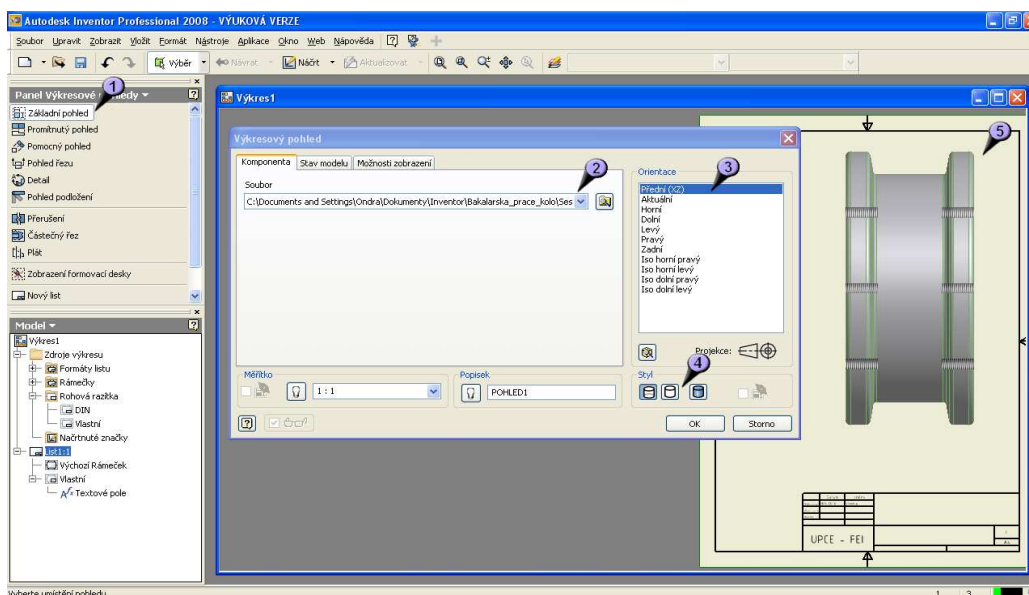 Autodesk Inventor Professional 2008 - VÝUKOVÁ VERZE
Soubor Upravit Zobrazit Vložit Formát Nástroje Aplikace Okno Web Nápověda
Výběr Návrat Náčrt Aktualizovat
Panel Výkresové pohledy
1
Základní pohled
Promítnutý pohled
Pomocný pohled
Pohled řezu
Detail
Pohled podložení
Přerušení
Částečný řez
Plát
Zobrazení formovací desky
Nový list
Model
Výkres1
Zdroje výkresu
Formáty listu
Rámečky
Rohová razítka
DIN
Vlastní
Načrtnuté značky
List1:1
Výchozí Rámeček
Vlastní
Textové pole
Výkres1
Výkresový pohled
Komponenta Stav modelu Možnosti zobrazení
2
Soubor
C:\Documents and Settings\Ondra\Dokumenty\Inventor\Bakalarska_prace_kolo\Ses
Orientace
3
Přední (XZ)
Aktuální
Horní
Dolní
Levý
Pravý
Zadní
Iso horní pravý
Iso horní levý
Iso dolní pravý
Iso dolní levý
Projekce:
4
Měřítko
1 : 1
Popisek
POHLED1
Styl
OK Storno
5
UPCE - FEI
Vyberte umístění pohledu
1 3